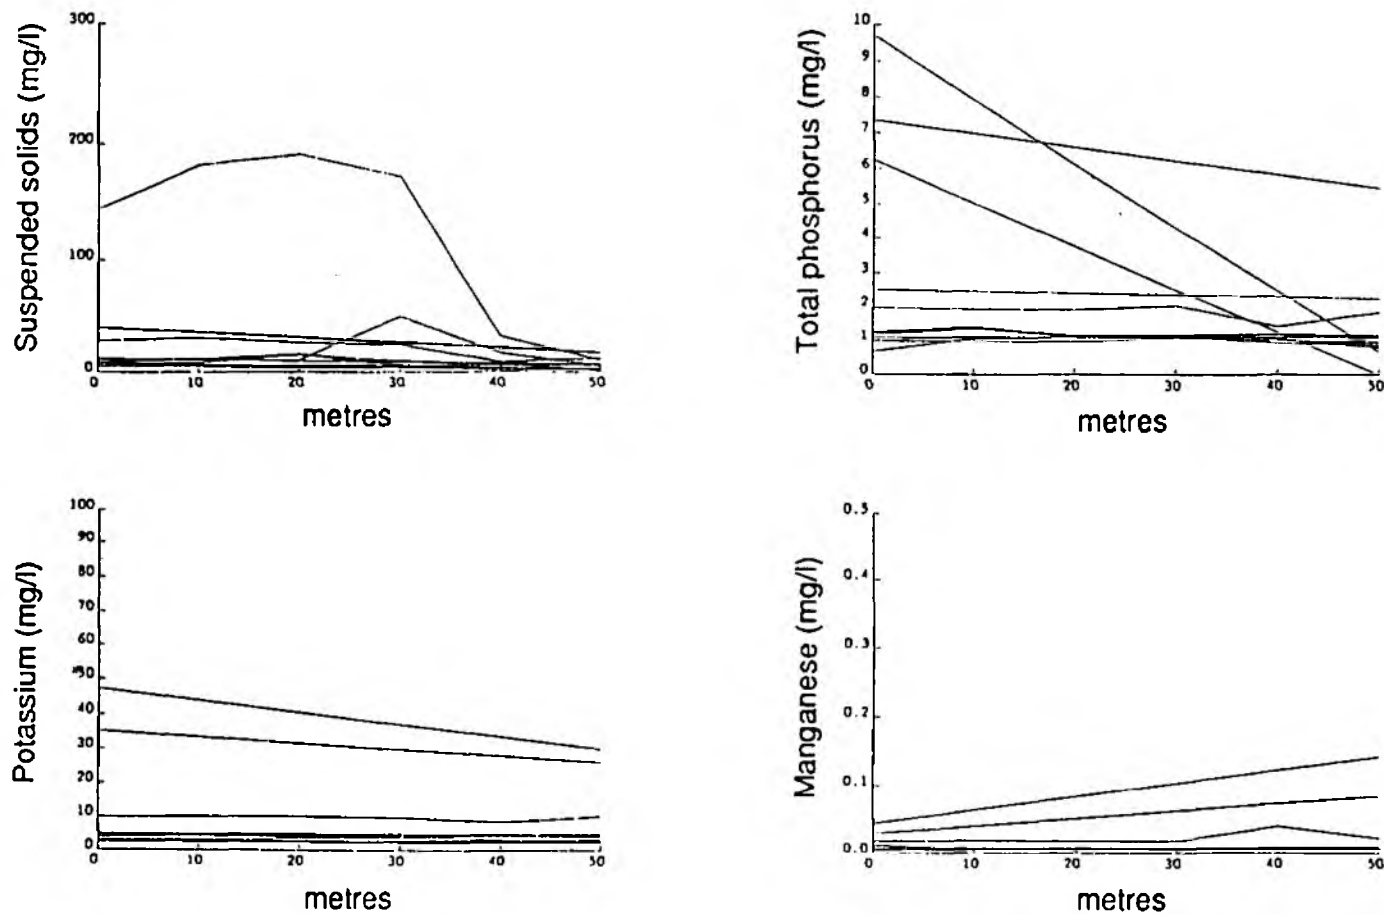 Suspended solids (mg/l)
300
200
100
0
0 10 20 30 40 50
metres
Total phosphorus (mg/l)
10
9
8
7
6
5
4
3
2
1
0
0 10 20 30 40 50
metres
Potassium (mg/l)
100
90
80
70
60
50
40
30
20
10
0
0 10 20 30 40 50
metres
Manganese (mg/l)
0.5
0.4
0.3
0.2
0.1
0.0
0 10 20 30 40 50
metres